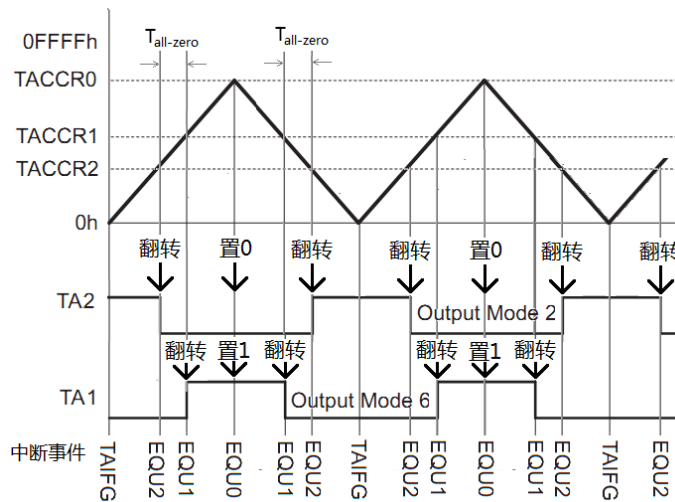 0FFFFh
Tall-zero Tall-zero
TACCR0
TACCR1
TACCR2
0h
翻转 置0 翻转 翻转 置0 翻转 翻转
TA2
Output Mode 2
翻转 置1 翻转 翻转 置1 翻转
TA1
Output Mode 6
中断事件
TAIFG EQU2 EQU1 EQU0 EQU1 EQU2 TAIFG EQU2 EQU1 EQU0 EQU1 EQU2 TAIFG EQU2